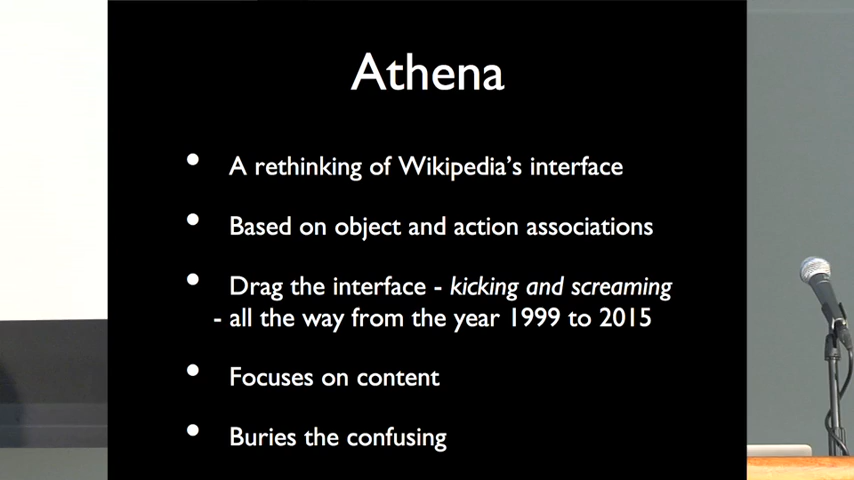 Athena
• A rethinking of Wikipedia's interface
• Based on object and action associations
• Drag the interface - kicking and screaming
- all the way from the year 1999 to 2015
• Focuses on content
• Buries the confusing